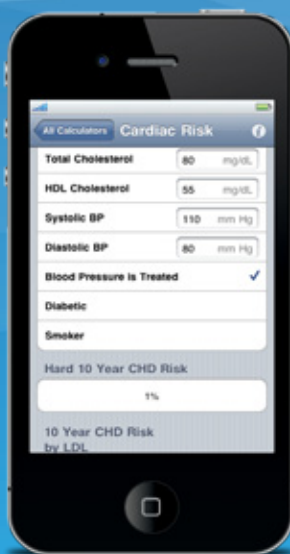 All Calculators Cardiac Risk i
Total Cholesterol 80 mg/dL
HDL Cholesterol 55 mg/dL
Systolic BP 110 mm Hg
Diastolic BP 80 mm Hg
Blood Pressure is Treated ✓
Diabetic
Smoker
Hard 10 Year CHD Risk
1%
10 Year CHD Risk
by LDL